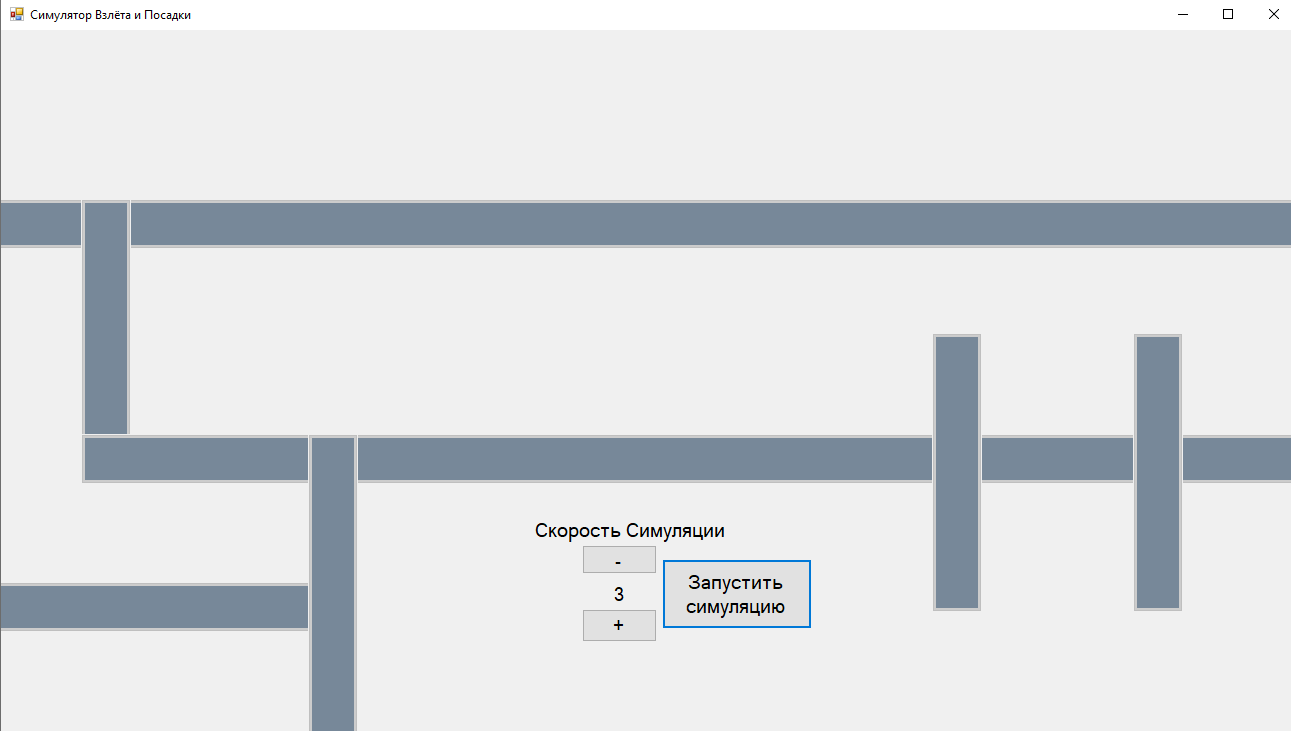 Симулятор Взлёта и Посадки
Скорость Симуляции
-
3
+
Запустить
симуляцию